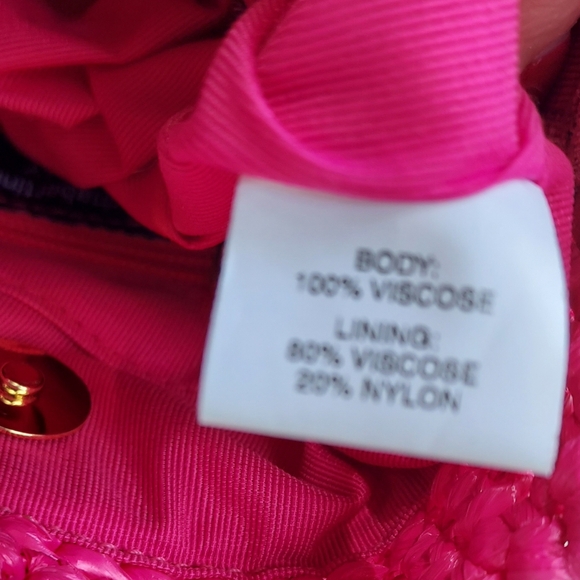 BODY:
100% VISCOSE
LINING:
80% VISCOSE
20% NYLON